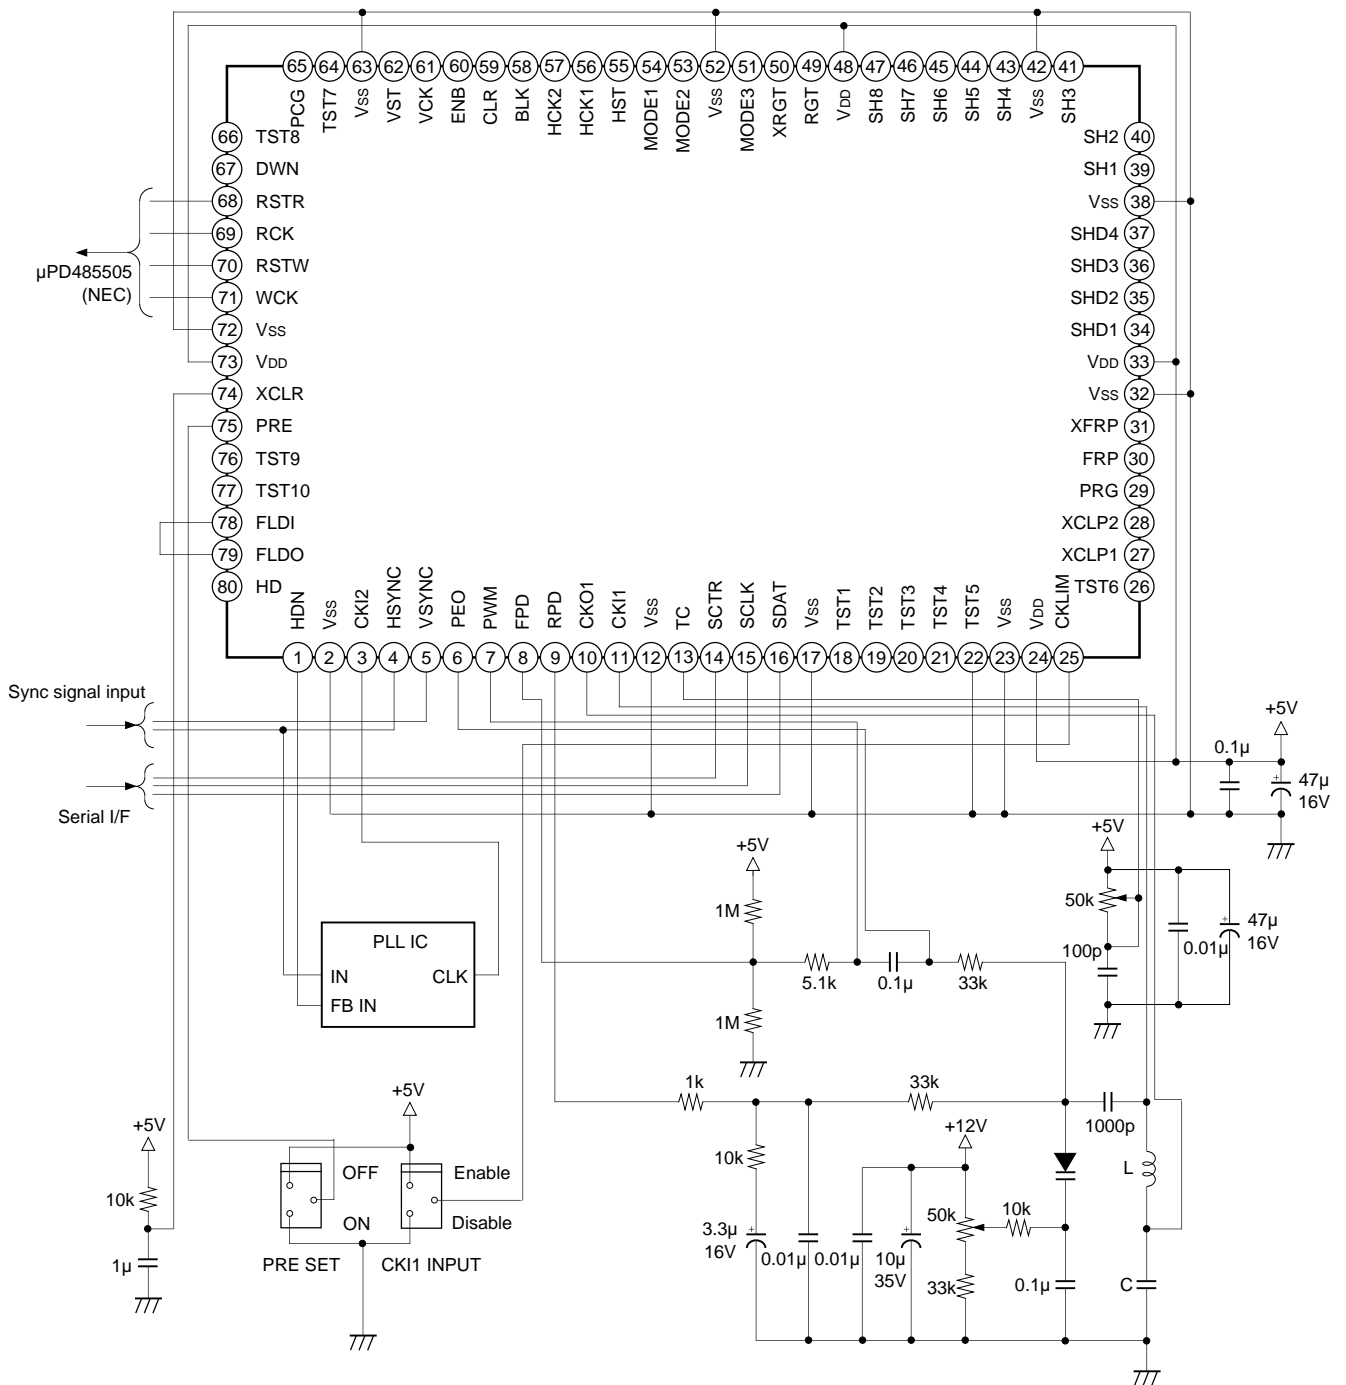 65 64 63 62 61 60 59 58 57 56 55 54 53 52 51 50 49 48 47 46 45 44 43 42 41
PCG TST7 VSS VST VCK ENB CLR BLK HCK2 HCK1 HST MODE1 MODE2 VSS MODE3 XRGT RGT VDD SH8 SH7 SH6 SH5 SH4 VSS SH3
66 TST8
67 DWN
68 RSTR
69 RCK
70 RSTW
71 WCK
72 VSS
73 VDD
74 XCLR
75 PRE
76 TST9
77 TST10
78 FLDI
79 FLDO
80 HD
µPD485505
(NEC)
SH2 40
SH1 39
VSS 38
SHD4 37
SHD3 36
SHD2 35
SHD1 34
VDD 33
VSS 32
XFRP 31
FRP 30
PRG 29
XCLP2 28
XCLP1 27
TST6 26
HDN VSS CKI2 HSYNC VSYNC PEO PWM FPD RPD CKO1 CKI1 VSS TC SCTR SCLK SDAT VSS TST1 TST2 TST3 TST4 TST5 VSS VDD CKLIM
1 2 3 4 5 6 7 8 9 10 11 12 13 14 15 16 17 18 19 20 21 22 23 24 25
Sync signal input
Serial I/F
+5V
0.1µ
+
47µ
16V
+5V
50k
100p
0.01µ
+
47µ
16V
+5V
1M
5.1k
0.1µ
33k
1M
PLL IC
IN
CLK
FB IN
1k
33k
1000p
+12V
10k
L
3.3µ
+
16V
0.01µ
0.01µ
+
10µ
35V
50k
10k
33k
0.1µ
C
+5V
10k
1µ
+5V
OFF
ON
PRE SET
Enable
Disable
CKI1 INPUT